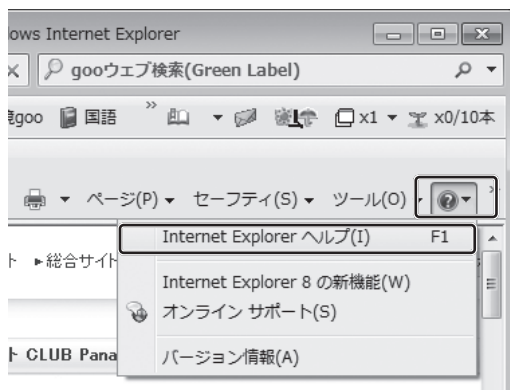 ows Internet Explorer
gooウェブ検索(Green Label)
goo 国語 » x1 x0/10本
ページ(P) セーフティ(S) ツール(O)
Internet Explorer ヘルプ(I) F1
ト ▶総合サイト
Internet Explorer 8 の新機能(W)
オンライン サポート(S)
ト CLUB Pana
バージョン情報(A)